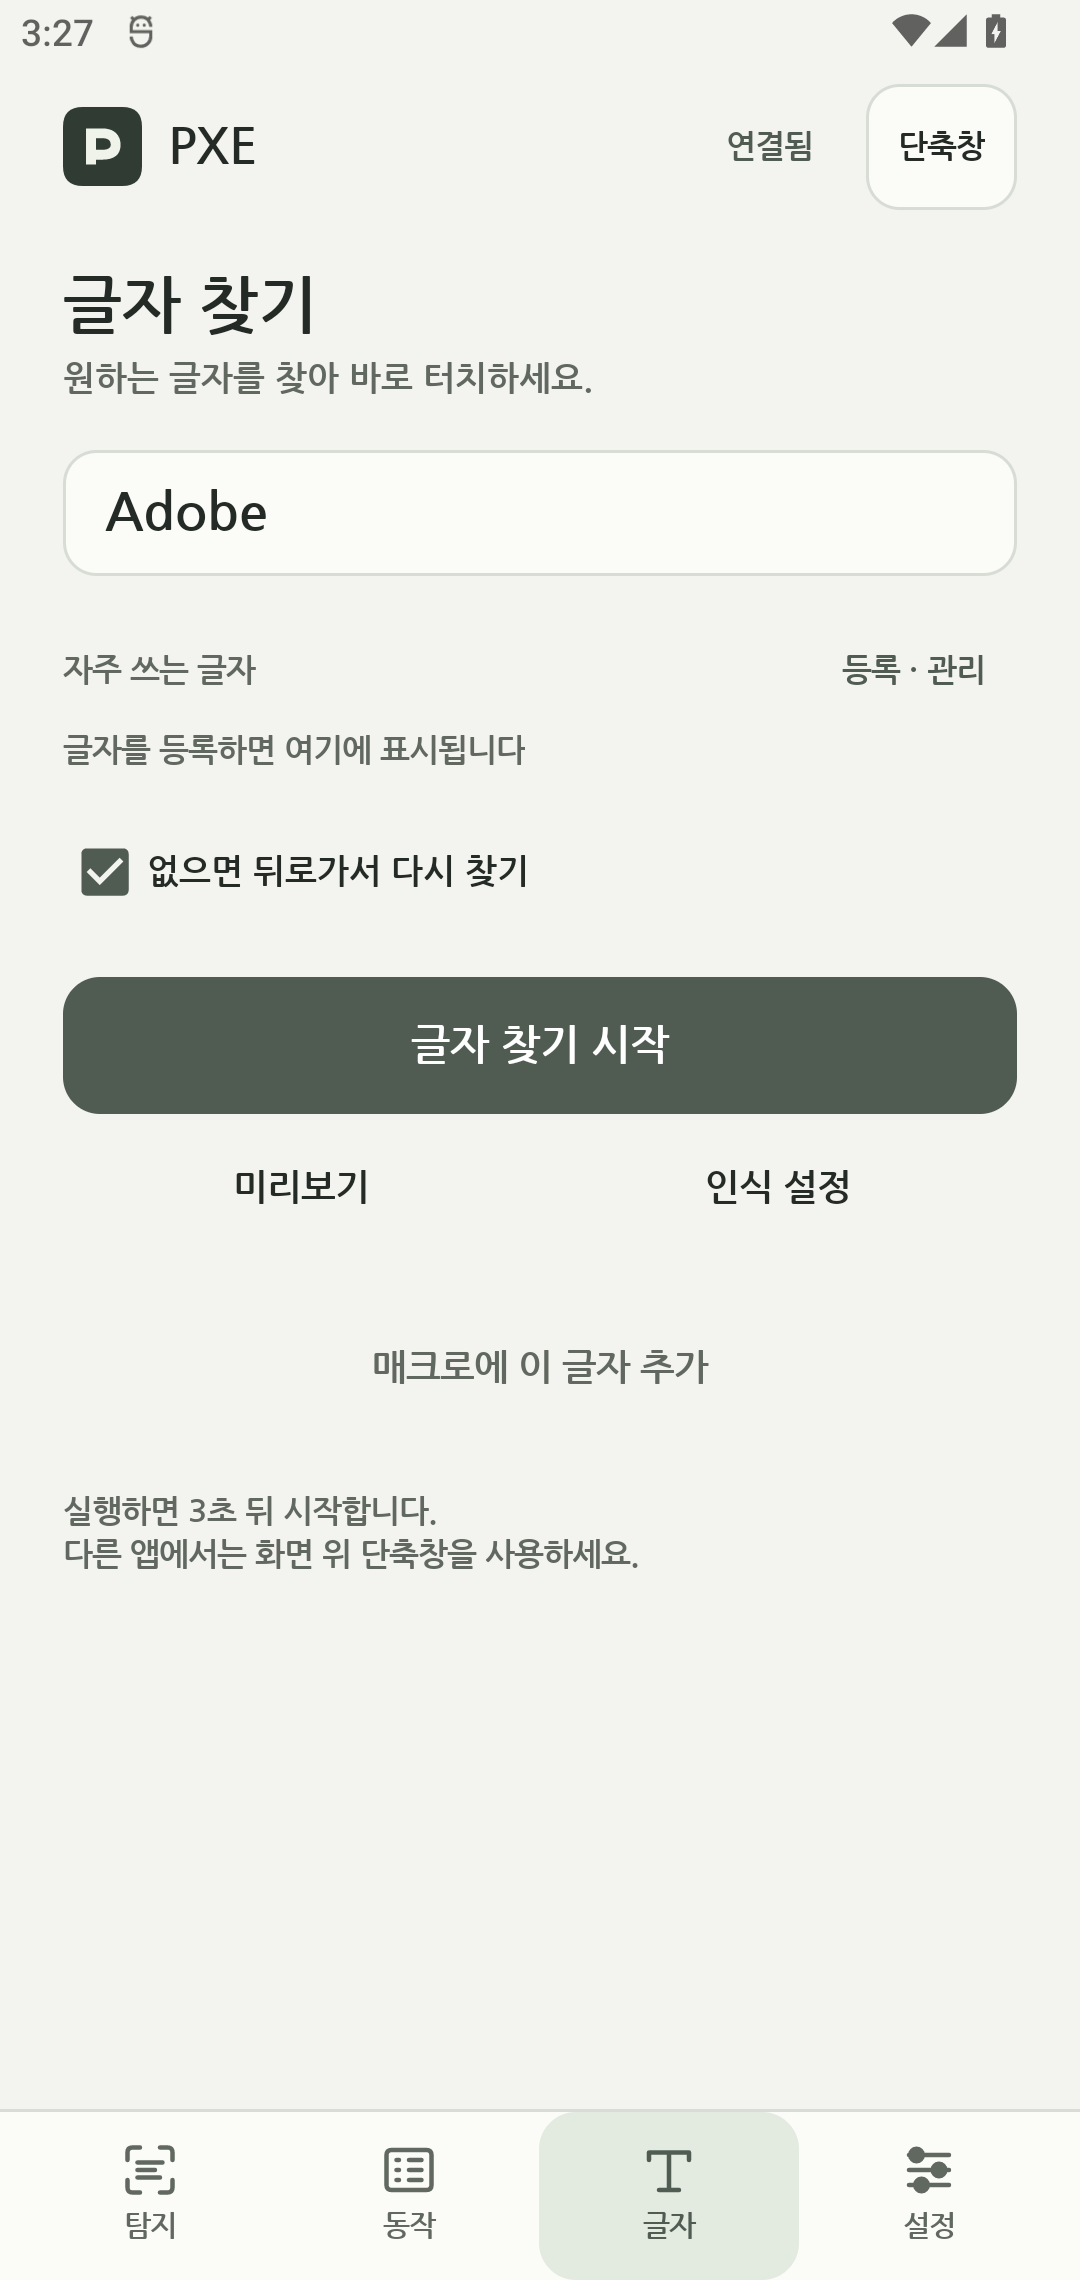 3:27
PXE
연결됨
단축창
글자 찾기
원하는 글자를 찾아 바로 터치하세요.
Adobe
자주 쓰는 글자
등록 · 관리
글자를 등록하면 여기에 표시됩니다
없으면 뒤로가서 다시 찾기
글자 찾기 시작
미리보기
인식 설정
매크로에 이 글자 추가
실행하면 3초 뒤 시작합니다.
다른 앱에서는 화면 위 단축창을 사용하세요.
탐지
동작
글자
설정